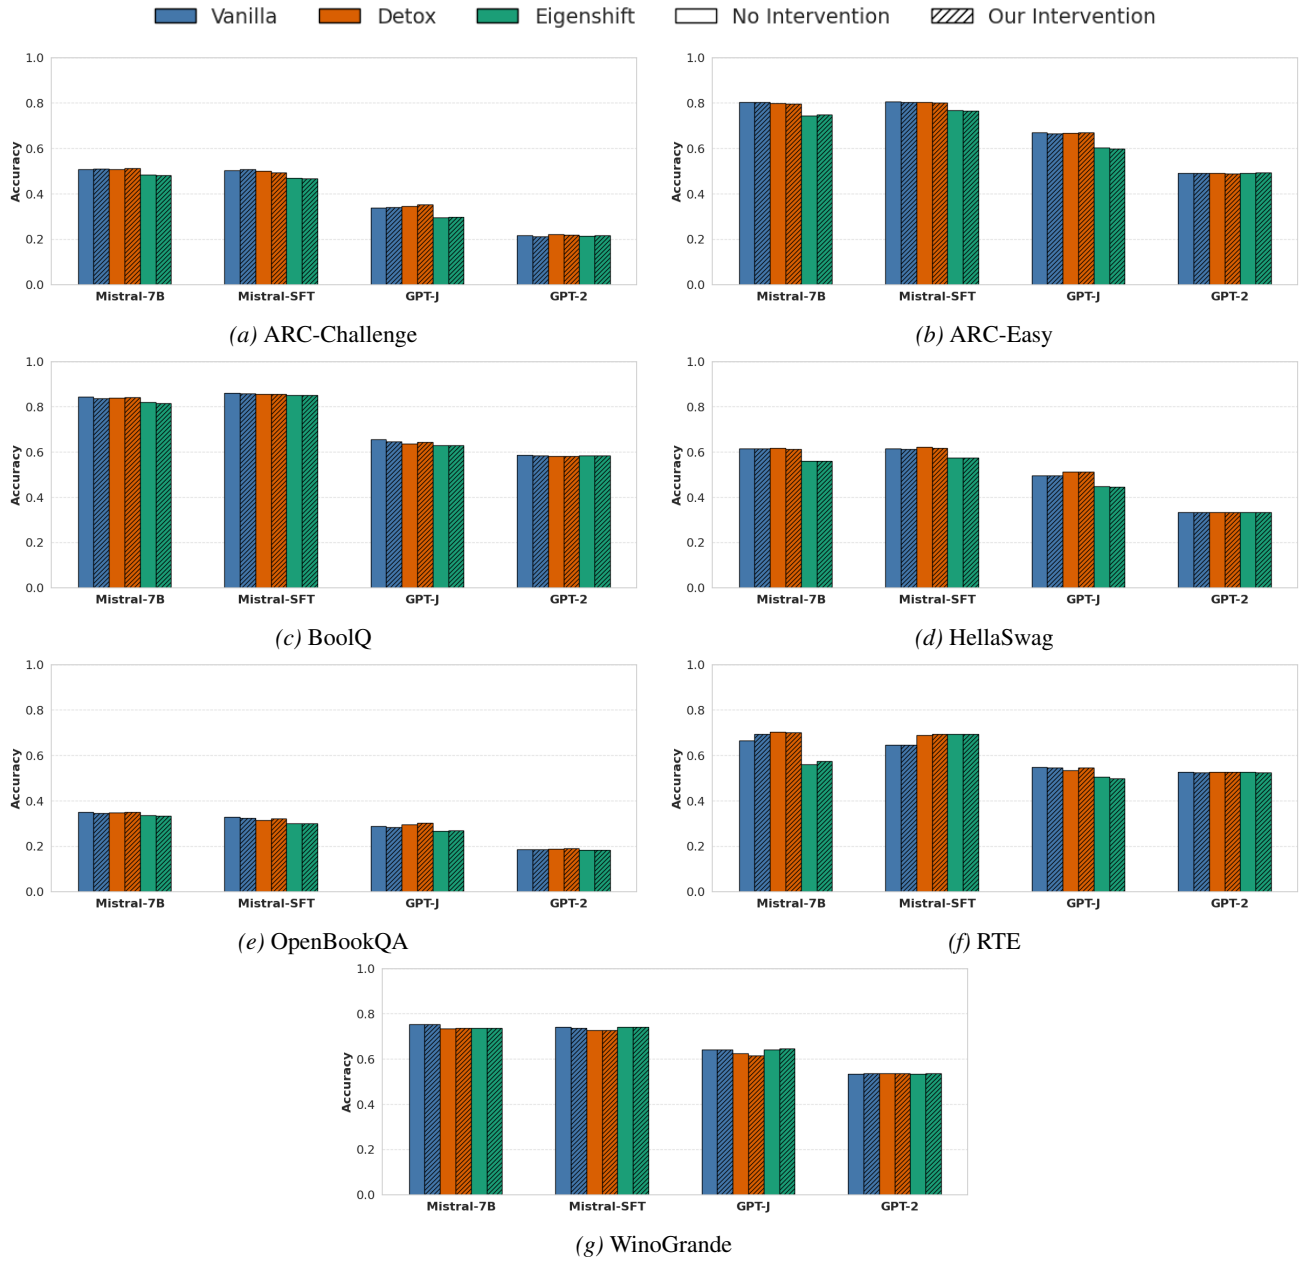 Vanilla Detox Eigenshift No Intervention Our Intervention
1.0
0.8
0.6
0.4
0.2
0.0
Accuracy
Mistral-7B Mistral-SFT GPT-J GPT-2
(a) ARC-Challenge
1.0
0.8
0.6
0.4
0.2
0.0
Accuracy
Mistral-7B Mistral-SFT GPT-J GPT-2
(b) ARC-Easy
1.0
0.8
0.6
0.4
0.2
0.0
Accuracy
Mistral-7B Mistral-SFT GPT-J GPT-2
(c) BoolQ
1.0
0.8
0.6
0.4
0.2
0.0
Accuracy
Mistral-7B Mistral-SFT GPT-J GPT-2
(d) HellaSwag
1.0
0.8
0.6
0.4
0.2
0.0
Accuracy
Mistral-7B Mistral-SFT GPT-J GPT-2
(e) OpenBookQA
1.0
0.8
0.6
0.4
0.2
0.0
Accuracy
Mistral-7B Mistral-SFT GPT-J GPT-2
(f) RTE
1.0
0.8
0.6
0.4
0.2
0.0
Accuracy
Mistral-7B Mistral-SFT GPT-J GPT-2
(g) WinoGrande